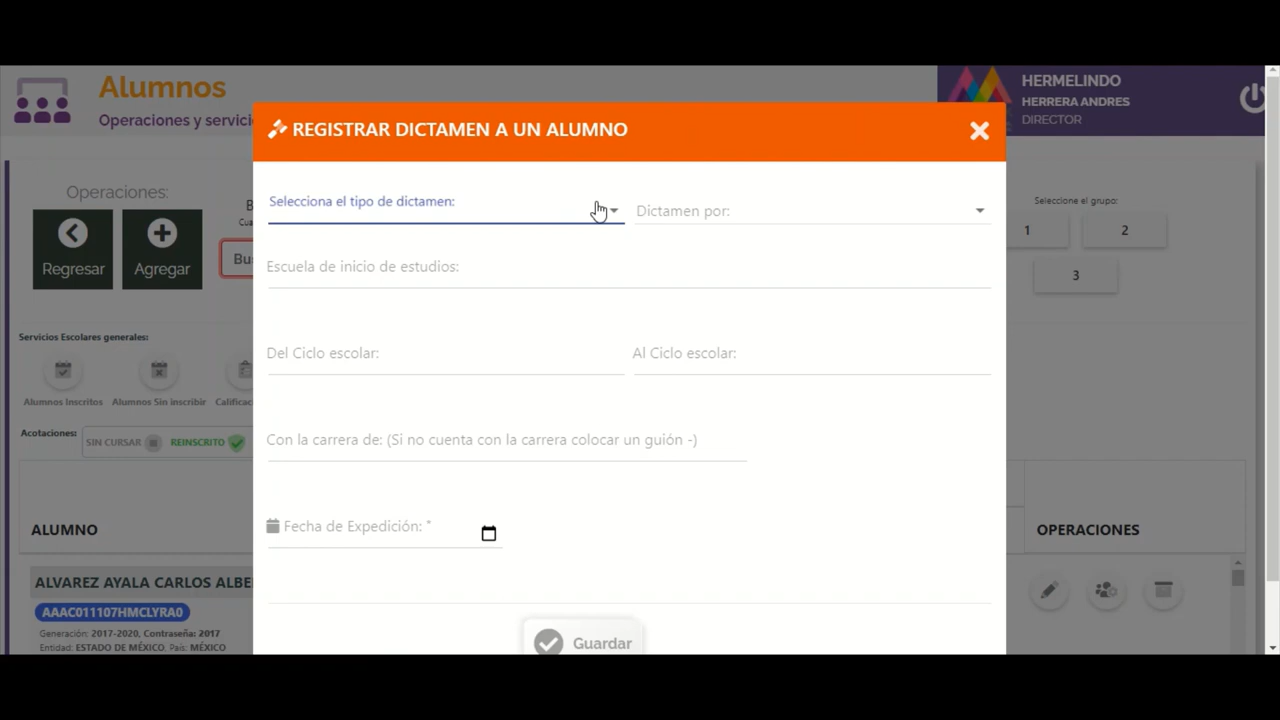 Alumnos
Operaciones y servici
HERMELINDO
HERRERA ANDRES
DIRECTOR
REGISTRAR DICTAMEN A UN ALUMNO
Operaciones:
Regresar
Agregar
Selecciona el tipo de dictamen:
Dictamen por:
Seleccione el grupo:
1
2
3
Escuela de inicio de estudios:
Servicios Escolares generales:
Alumnos Inscritos
Alumnos Sin inscribir
Del Ciclo escolar:
Al Ciclo escolar:
Acotaciones:
SIN CURSAR
REINSCRITO
Con la carrera de: (Si no cuenta con la carrera colocar un guión -)
Fecha de Expedición: *
ALUMNO
OPERACIONES
ALVAREZ AYALA CARLOS ALBE
AAAC011107HMCLYRA0
Generación: 2017-2020, Contraseña: 2017
Entidad: ESTADO DE MÉXICO. País: MÉXICO
Guardar